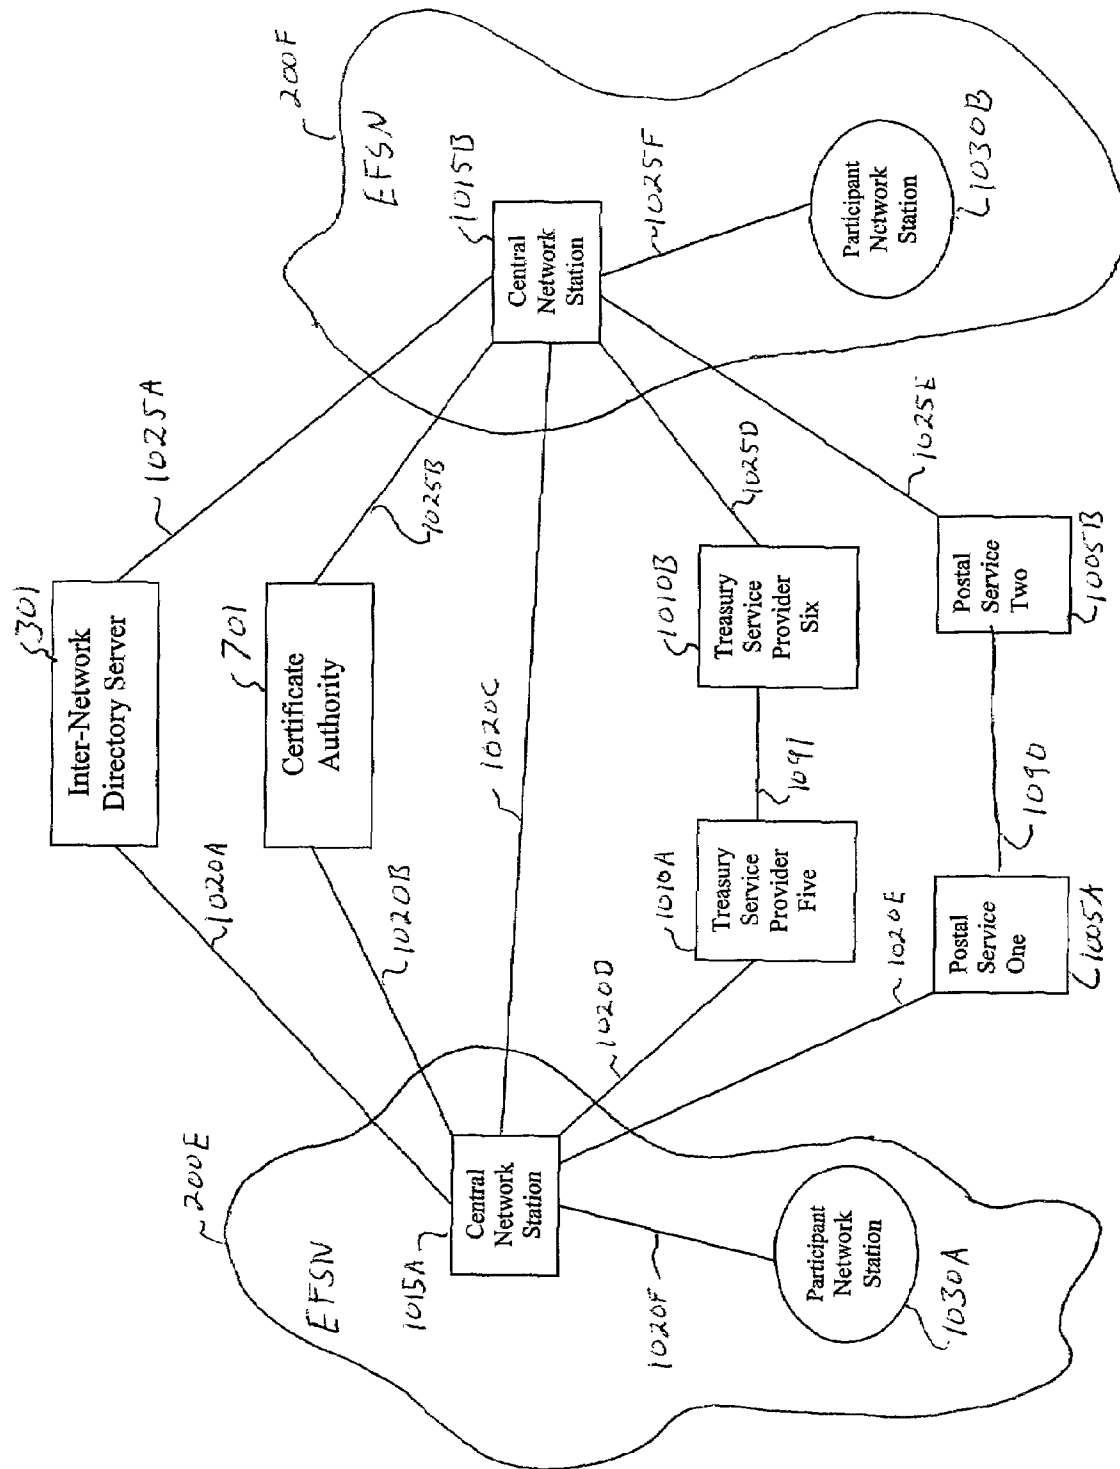 301
Inter-Network
Directory Server
1020A
1025A
701
Certificate
Authority
1020B
1025B
200E
EFSN
200F
EFSN
1015A
Central
Network
Station
1020C
1015B
Central
Network
Station
1020F
1020D
1025D
1025F
1010A
Treasury
Service
Provider
Five
1091
1010B
Treasury
Service
Provider
Six
Participant
Network
Station
1030A
Participant
Network
Station
1030B
1020E
1025E
Postal
Service
One
1005A
1090
Postal
Service
Two
1005B